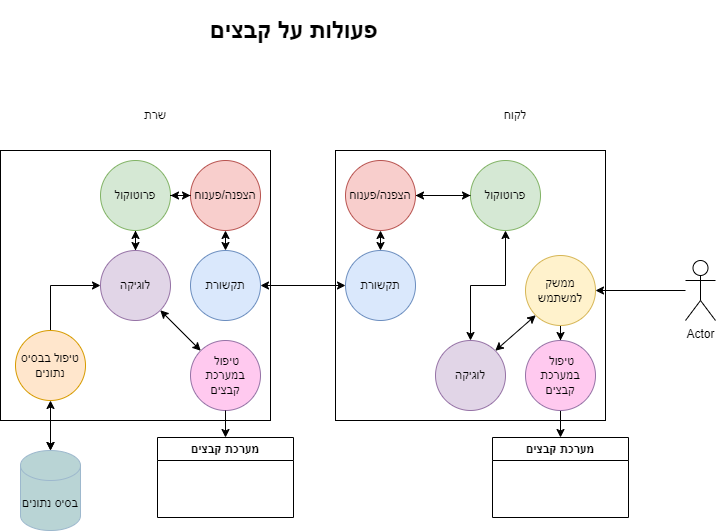 פעולות על קבצים
לקוח
שרת
פרוטוקול
הצפנה/פענוח
הצפנה/פענוח
פרוטוקול
ממשק
למשתמש
תקשורת
תקשורת
לוגיקה
Actor
טיפול
במערכת
קבצים
לוגיקה
טיפול
במערכת
קבצים
טיפול בבסיס
נתונים
מערכת קבצים
מערכת קבצים
בסיס נתונים